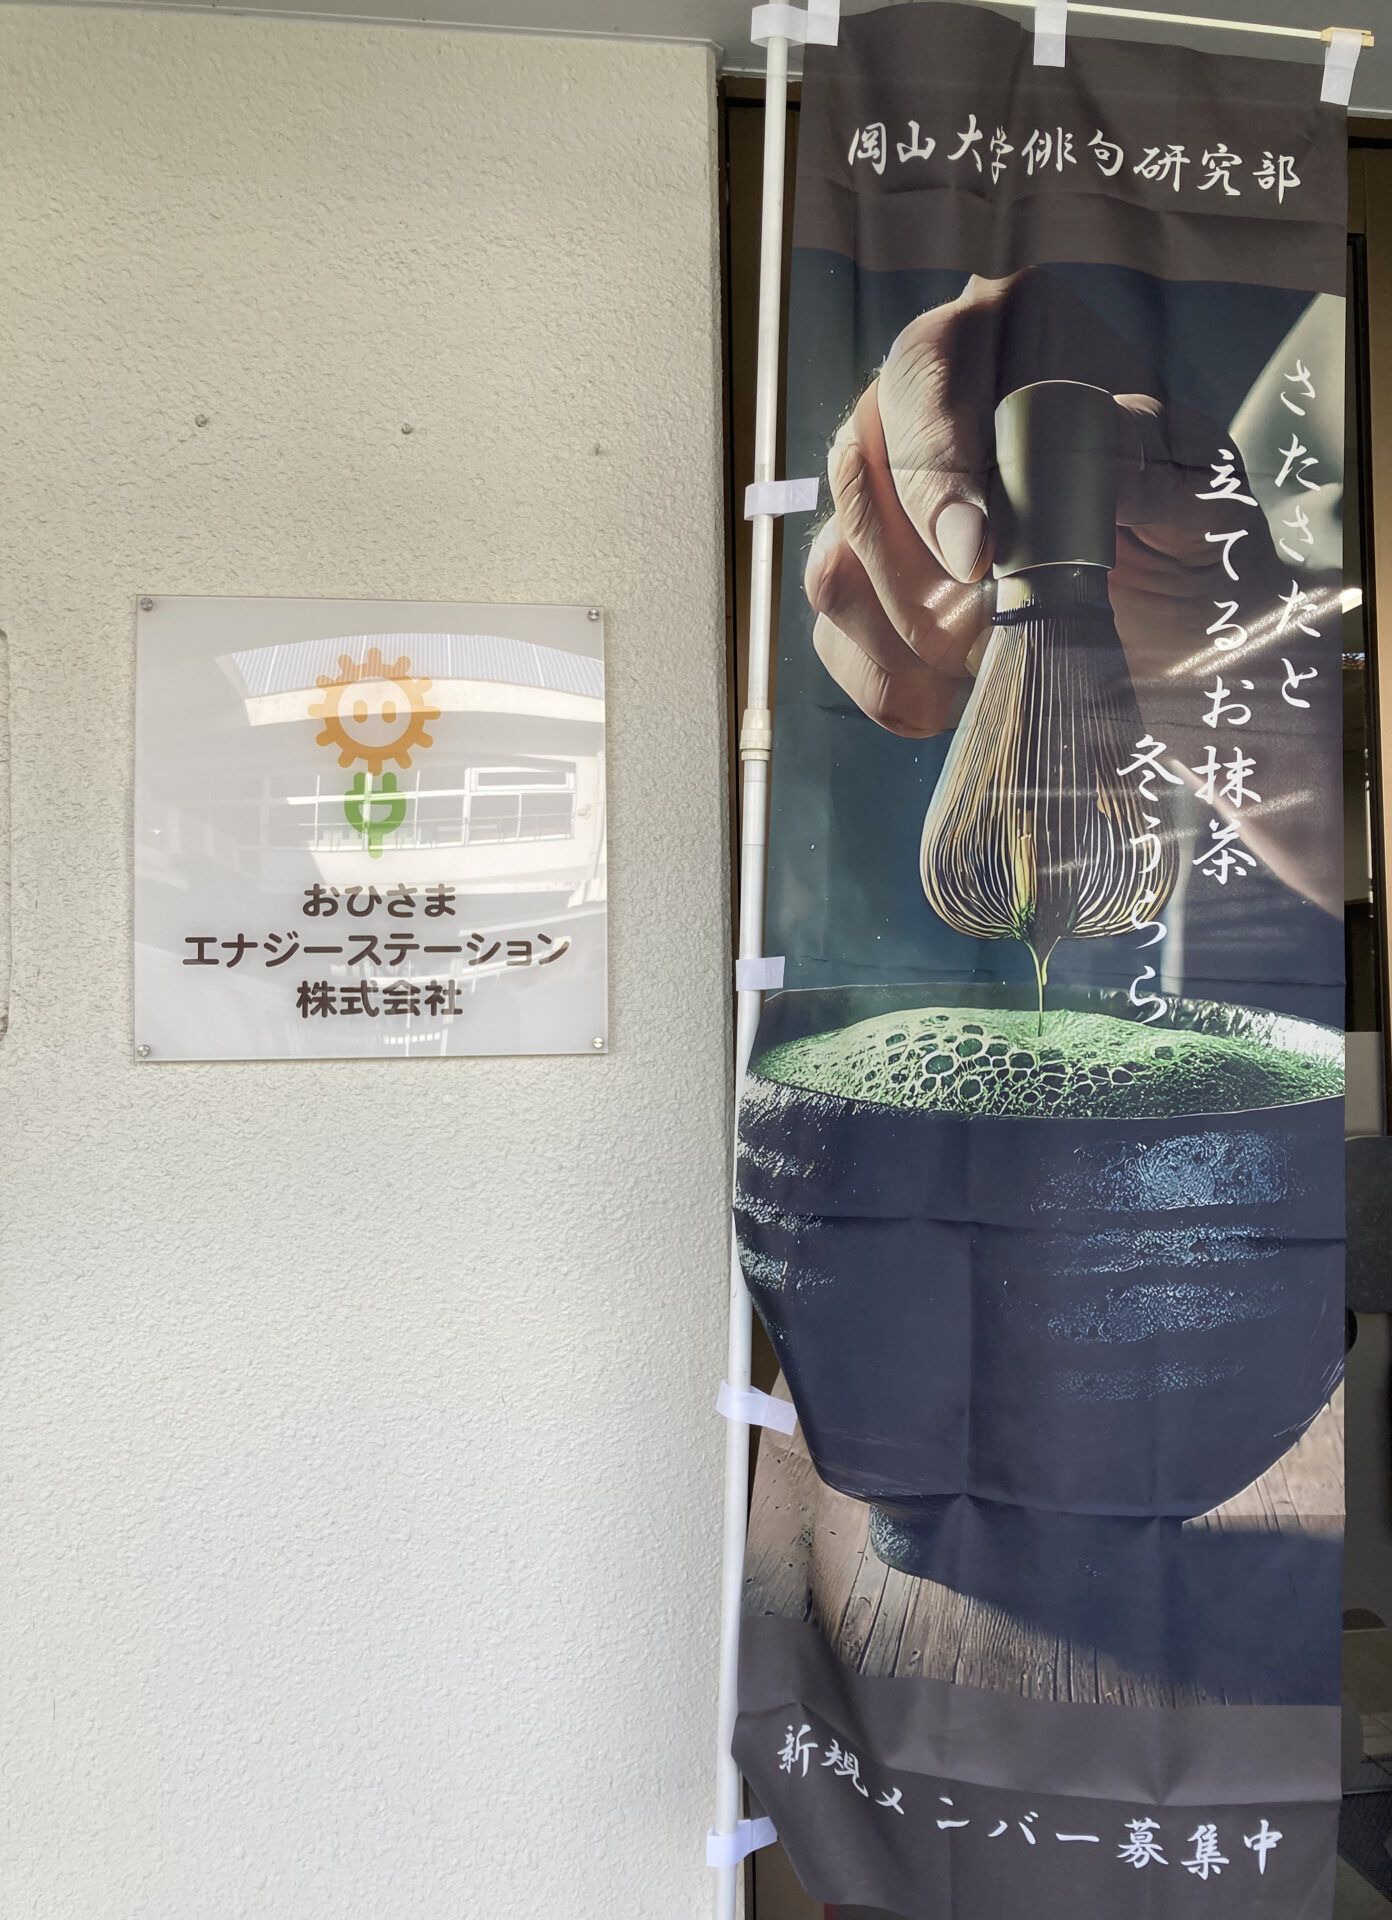 おひさま
エナジーステーション
株式会社
岡山大学俳句研究部
さたさたと
立てるお抹茶
冬うらら
新規メンバー募集中